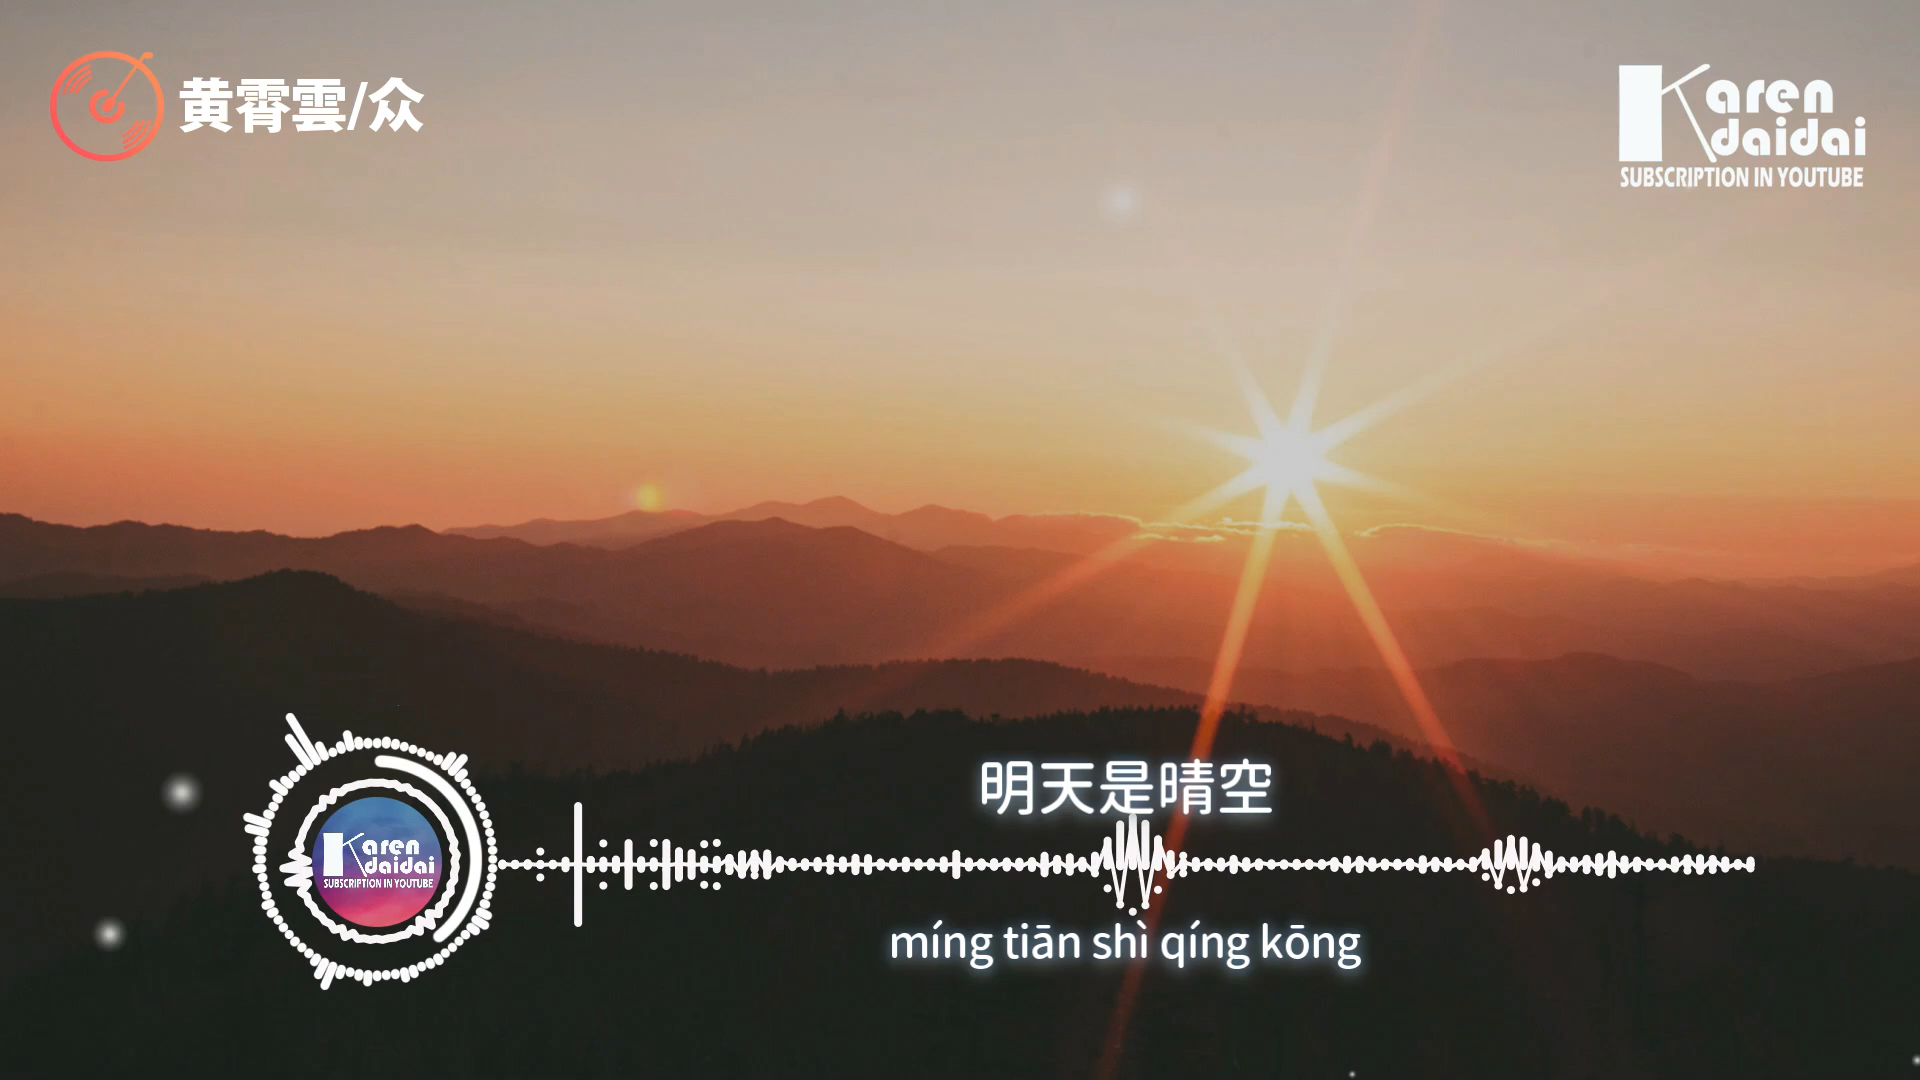 黄霄雲/众
Karen
daidai
SUBSCRIPTION IN YOUTUBE
明天是晴空
Karen
daidai
SUBSCRIPTION IN YOUTUBE
míng tiān shì qíng kōng